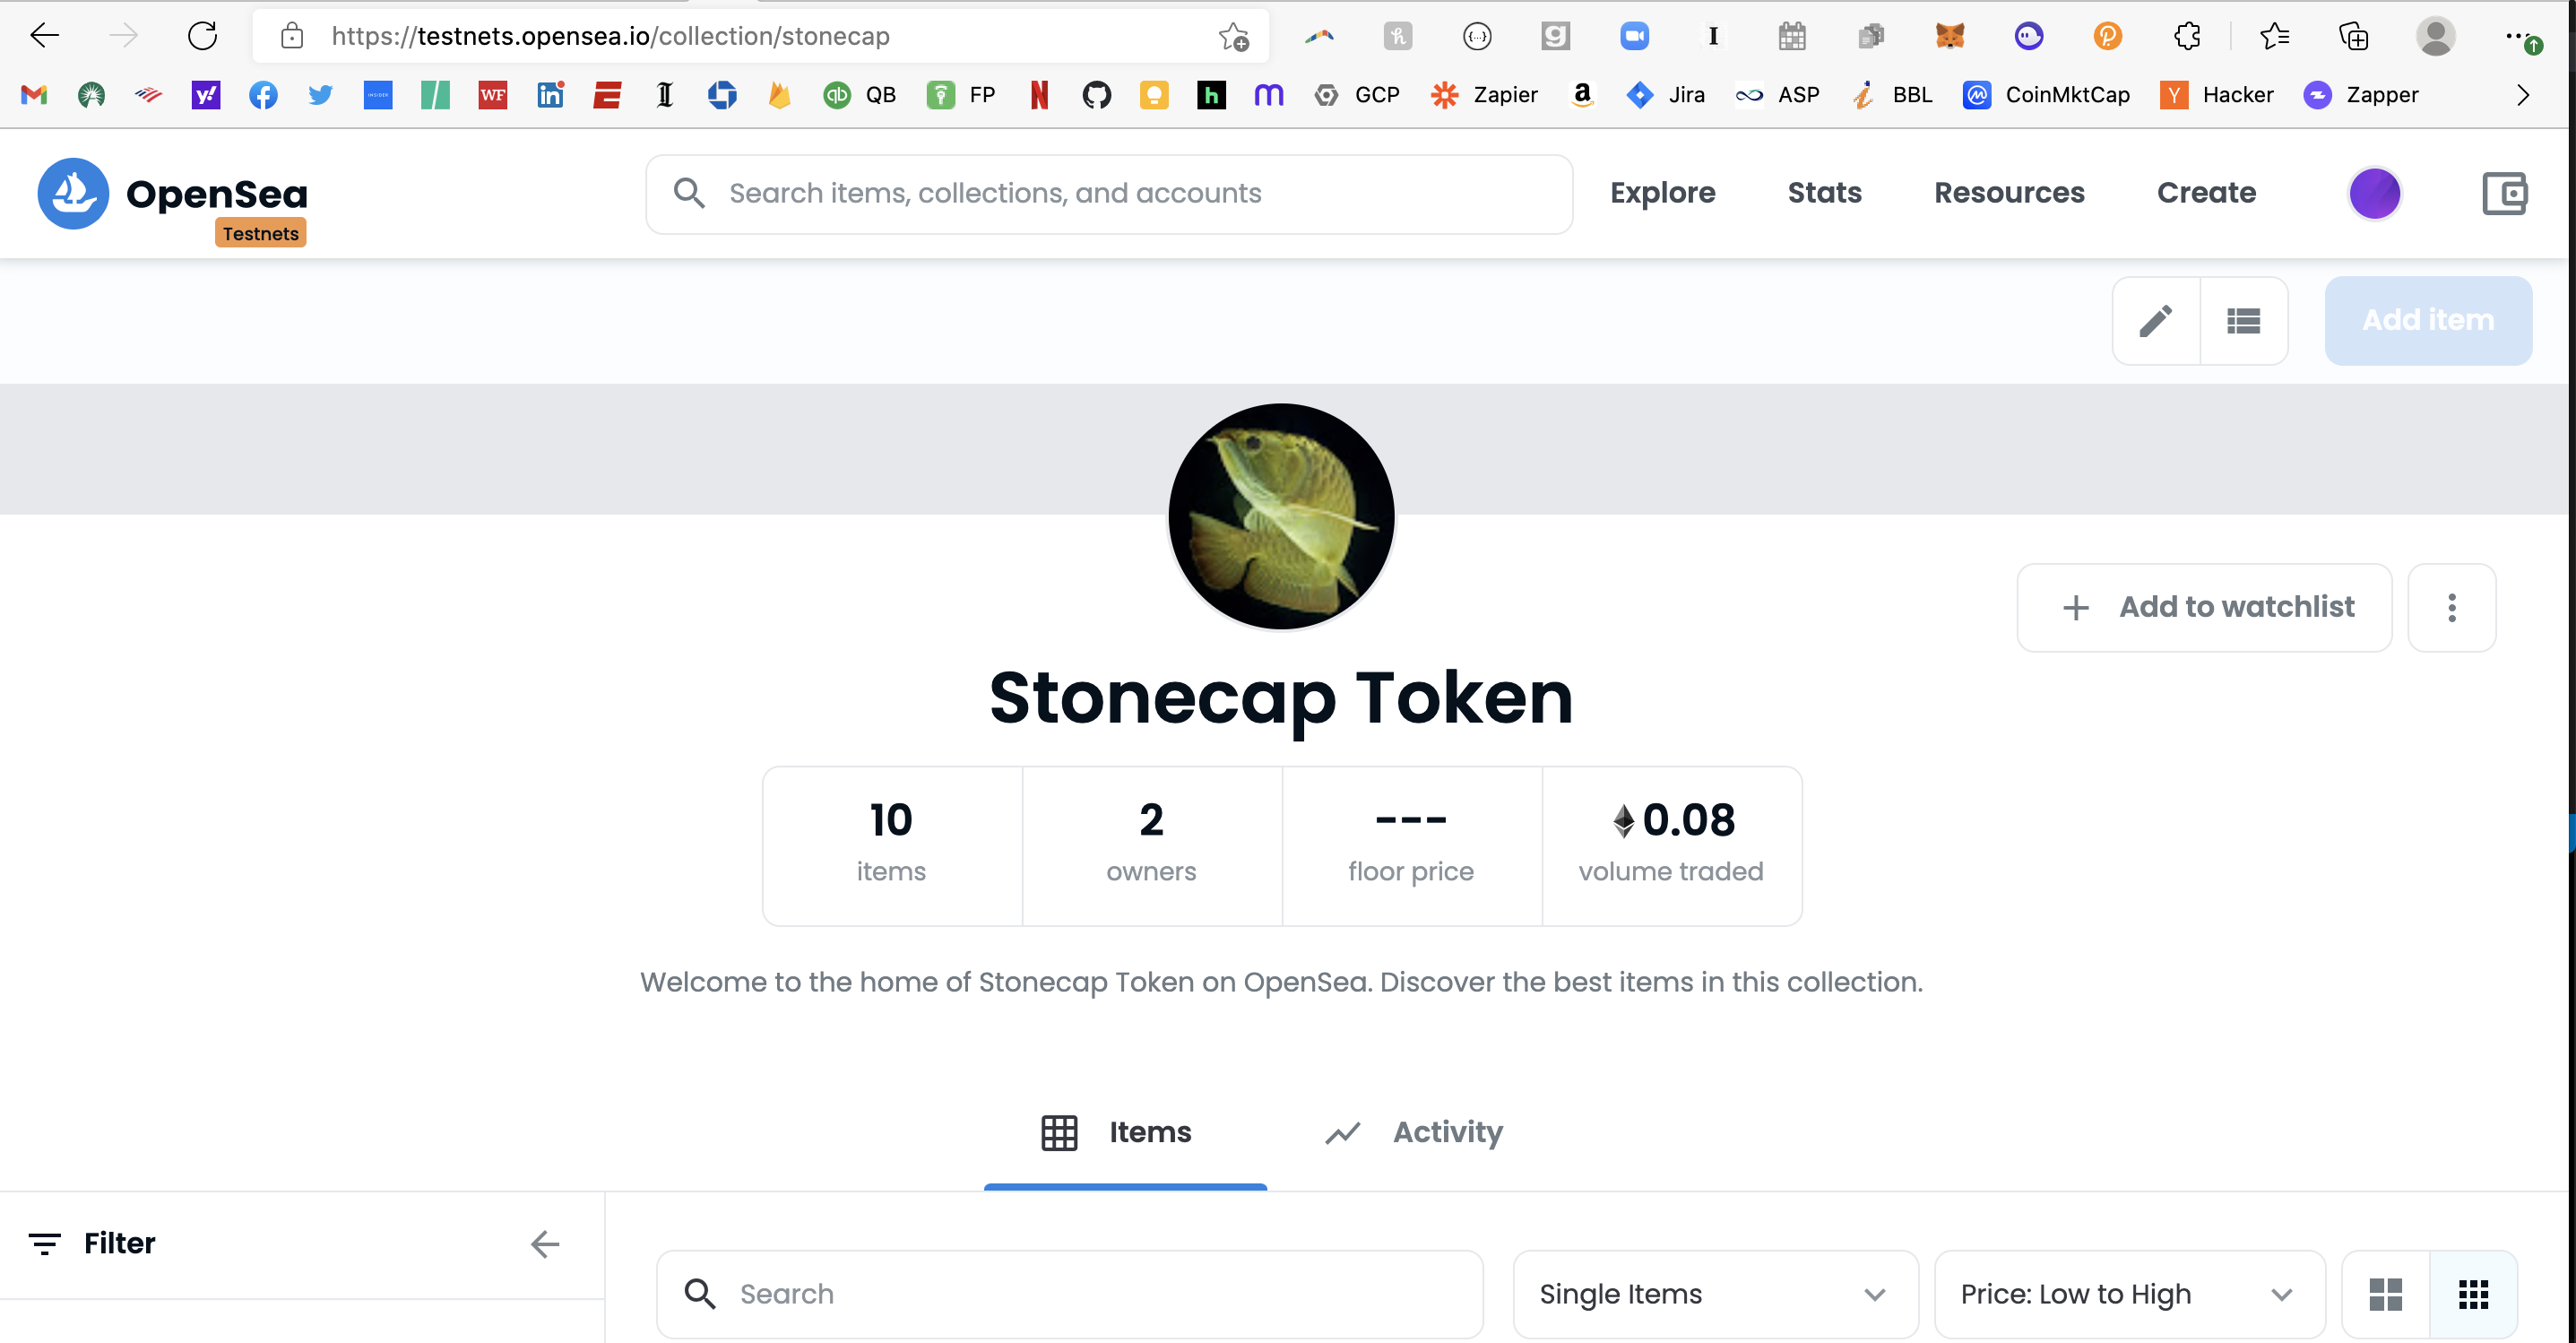 https://testnets.opensea.io/collection/stonecap
QB FP GCP Zapier Jira ASP BBL CoinMktCap Hacker Zapper
OpenSea
Testnets
Search items, collections, and accounts
Explore Stats Resources Create
Add item
Add to watchlist
Stonecap Token
10 2 --- 0.08
items owners floor price volume traded
Welcome to the home of Stonecap Token on OpenSea. Discover the best items in this collection.
Items Activity
Filter
Search Single Items Price: Low to High